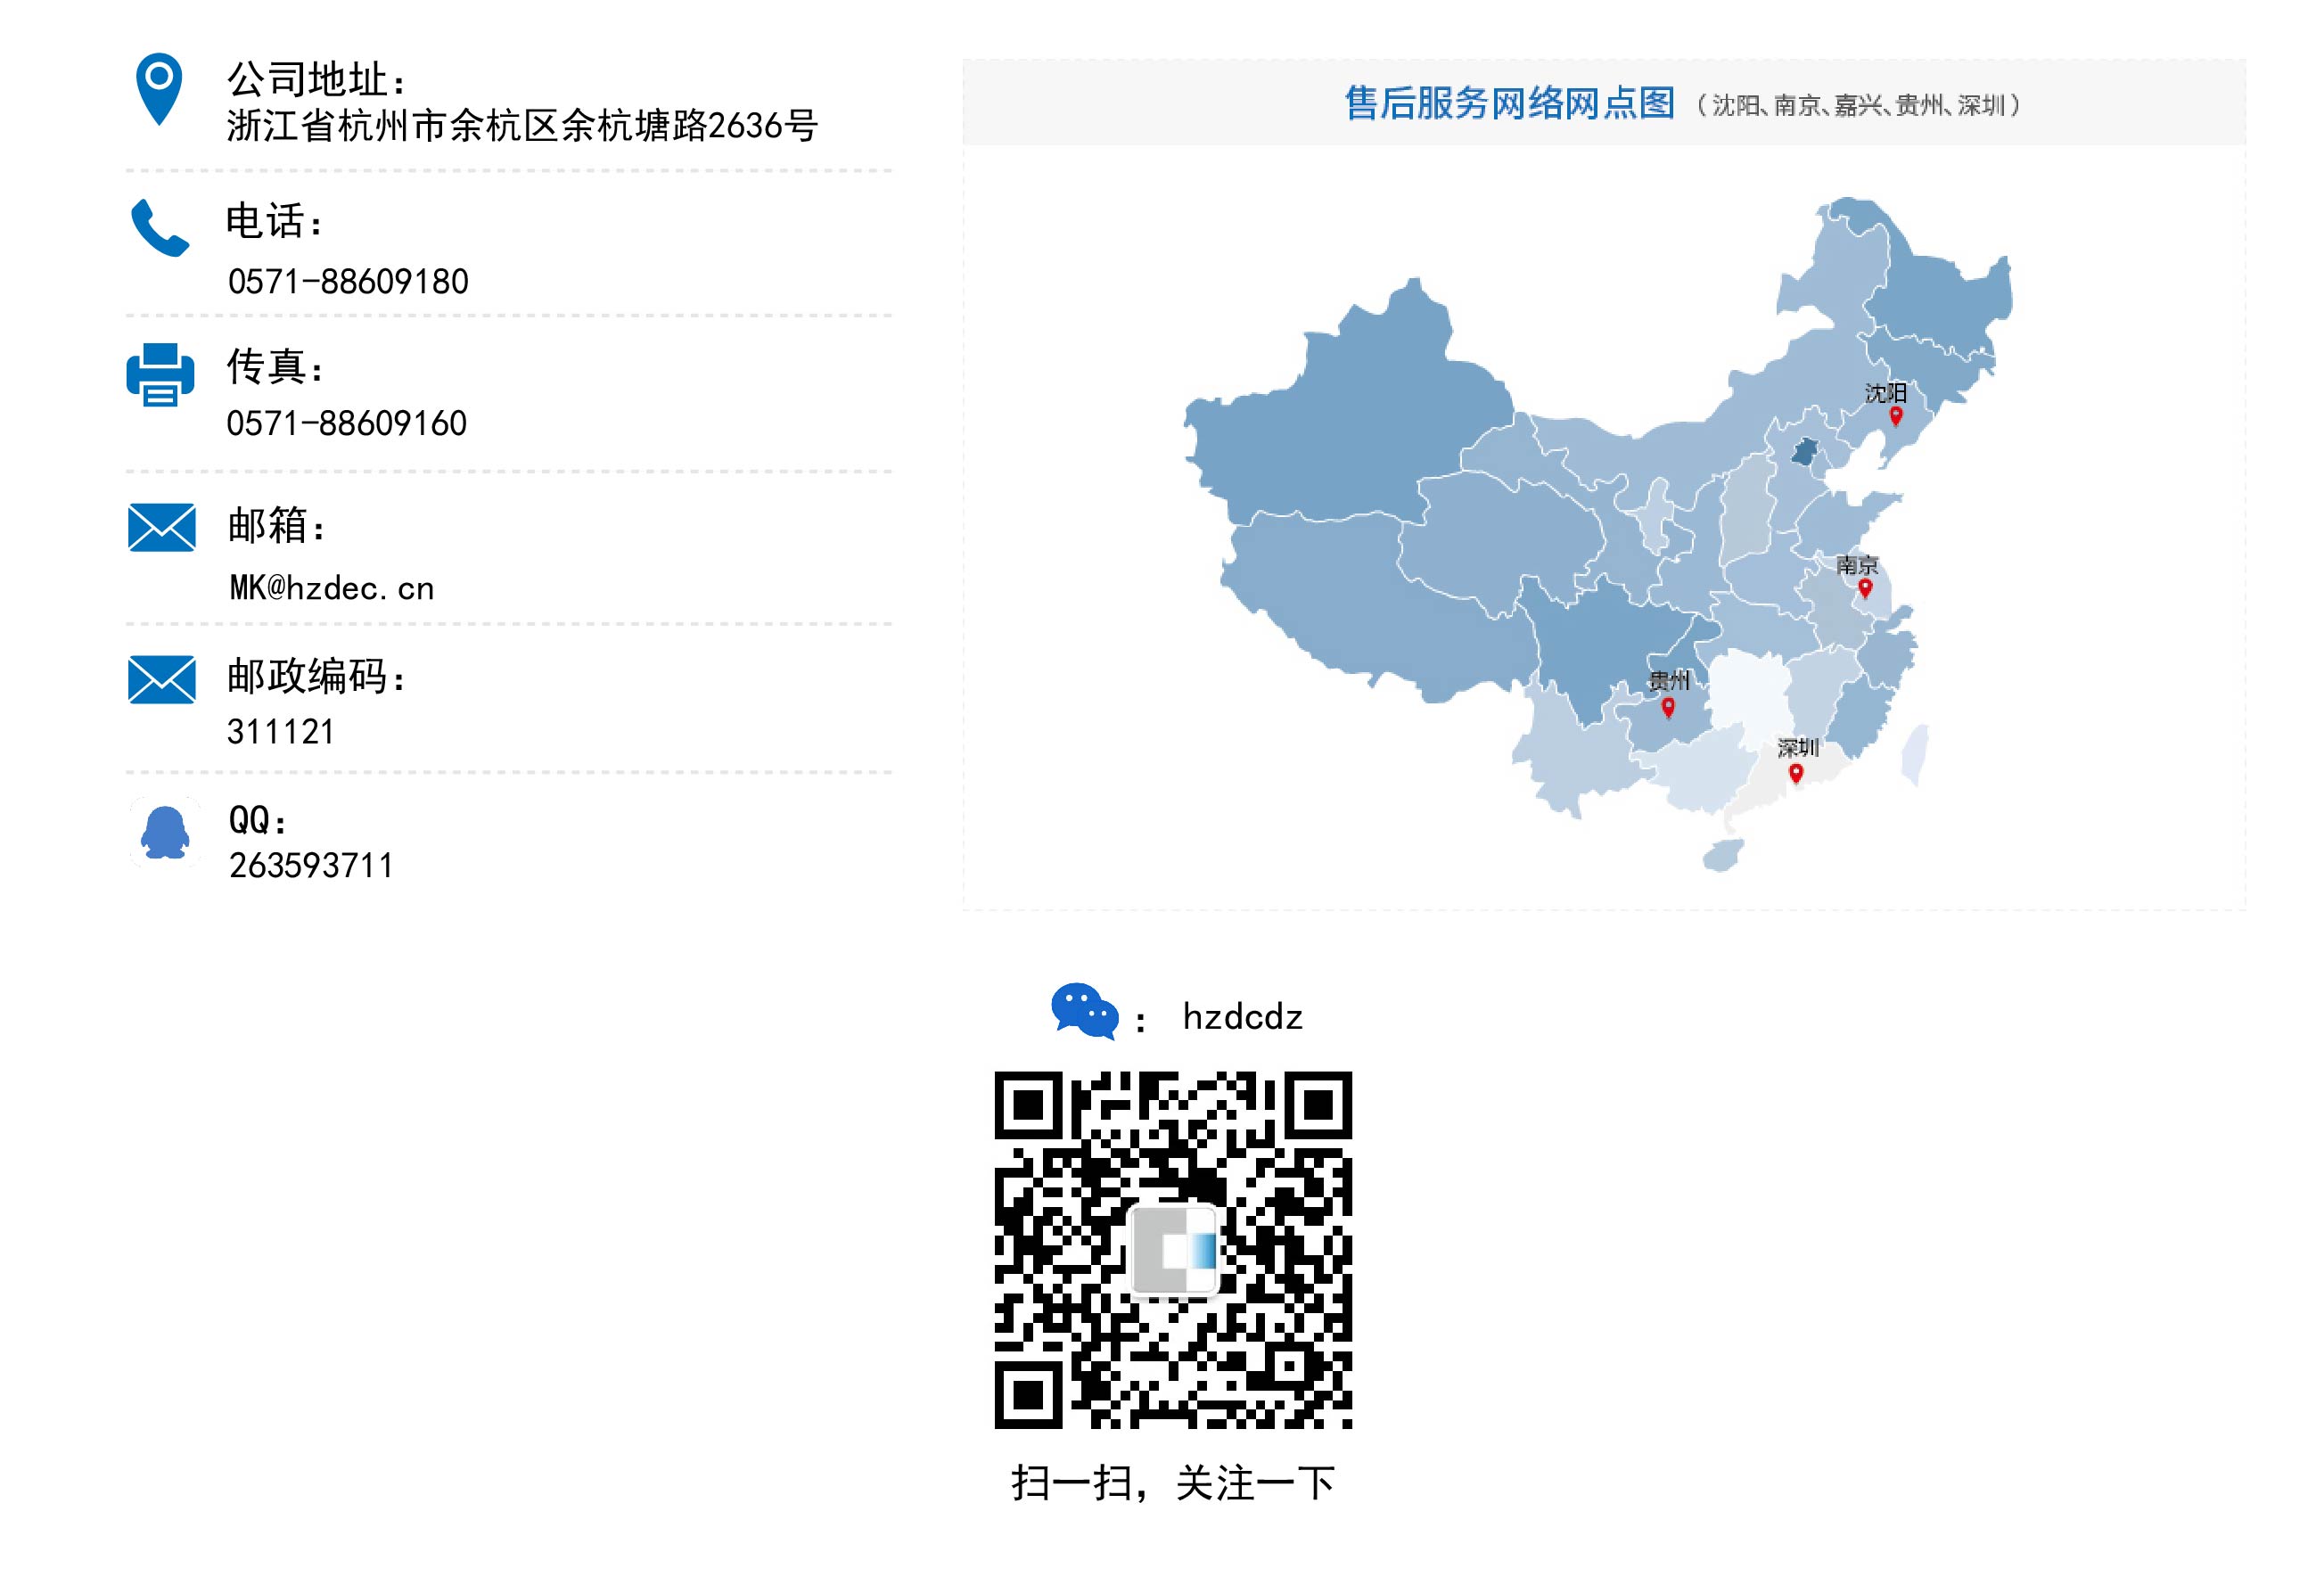 公司地址：
浙江省杭州市余杭区余杭塘路2636号
电话：
0571-88609180
传真：
0571-88609160
邮箱：
MK@hzdec.cn
邮政编码：
311121
QQ：
263593711
售后服务网络网点图（沈阳、南京、嘉兴、贵州、深圳）
沈阳
南京
贵州
深圳
： hzdcdz
扫一扫，关注一下